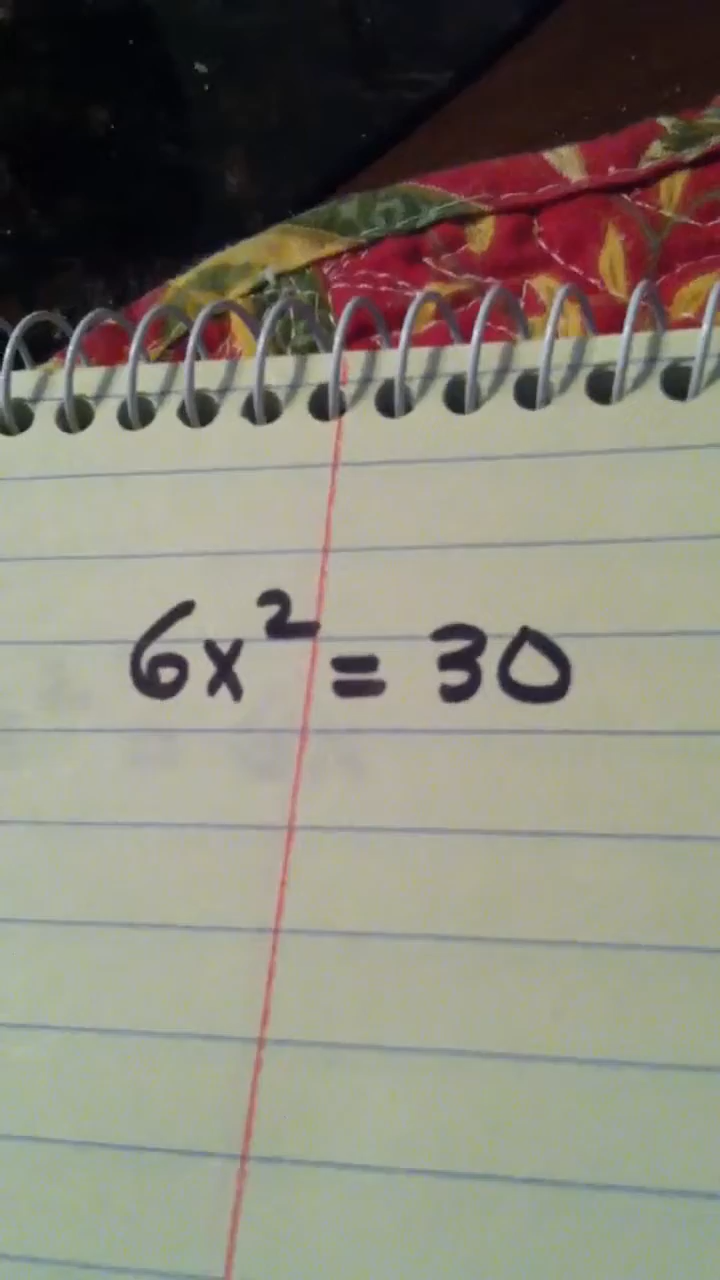 6x² = 30